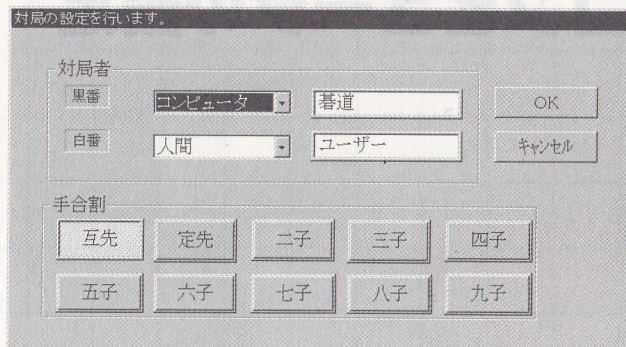 対局の設定を行います。
対局者
黒番 コンピュータ 碁道 OK
白番 人間 ユーザー キャンセル
手合割
互先 定先 二子 三子 四子
五子 六子 七子 八子 九子